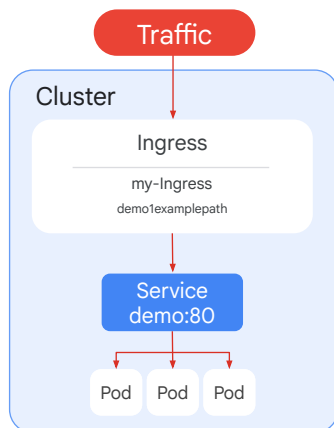 Traffic
Cluster
Ingress
my-Ingress
demo1examplepath
Service
demo:80
Pod Pod Pod